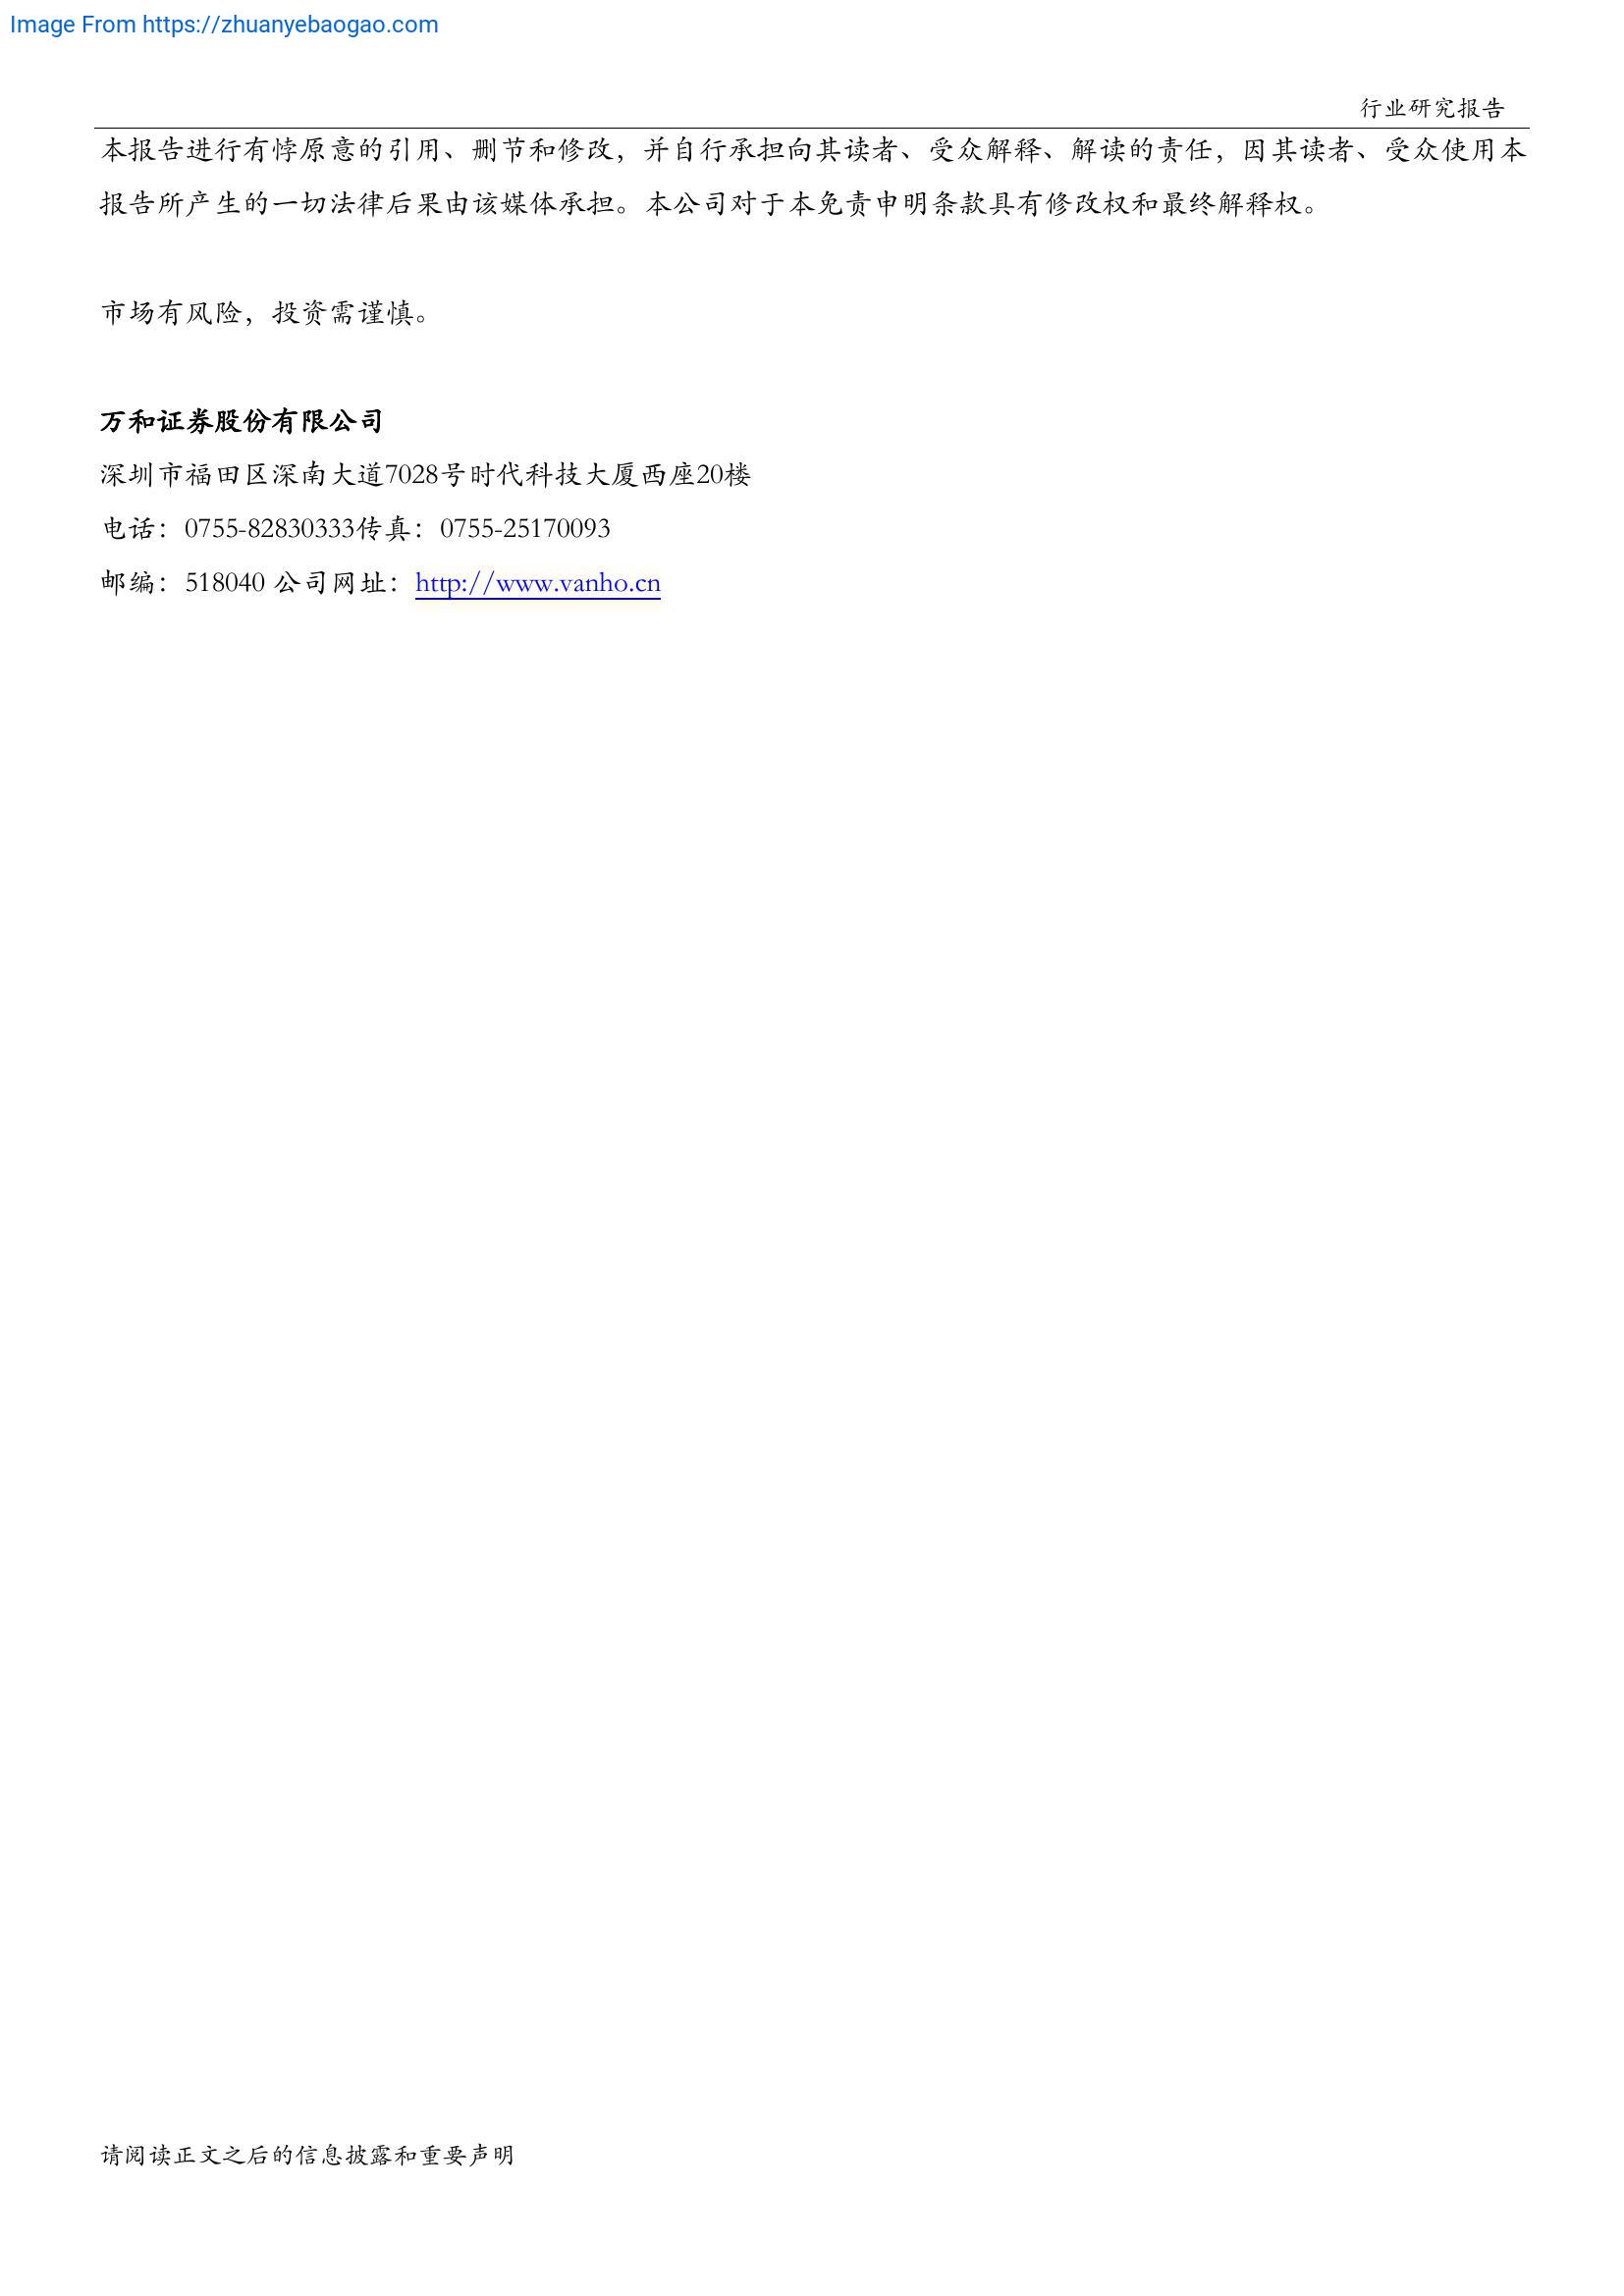 Image From https://zhuanyebaogao.com
行业研究报告
本报告进行有悖原意的引用、删节和修改，并自行承担向其读者、受众解释、解读的责任，因其读者、受众使用本
报告所产生的一切法律后果由该媒体承担。本公司对于本免责申明条款具有修改权和最终解释权。
市场有风险，投资需谨慎。
万和证券股份有限公司
深圳市福田区深南大道7028号时代科技大厦西座20楼
电话：0755-82830333传真：0755-25170093
邮编：518040 公司网址：http://www.vanho.cn
请阅读正文之后的信息披露和重要声明